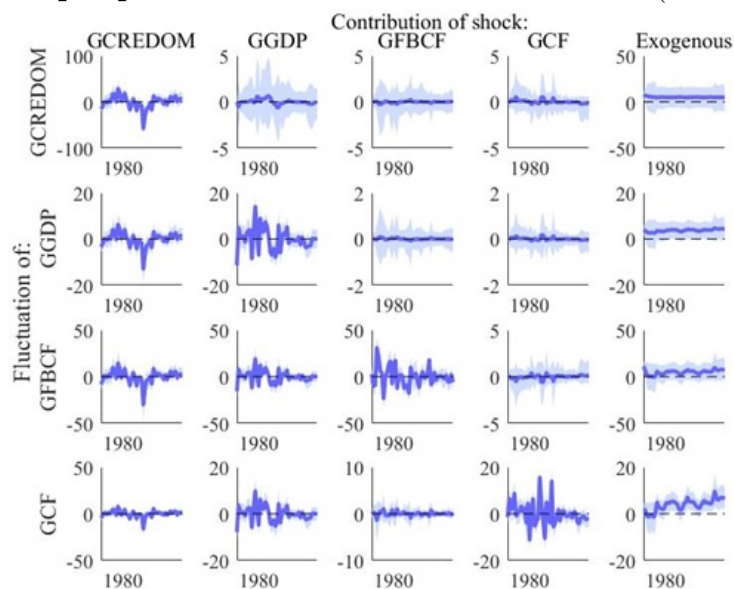 Contribution of shock:
GCREDOM GGDP GFBCF GCF Exogenous
Fluctuation of:
GCREDOM
100 5 5 5 50
0 0 0 0 0
-100 -5 -5 -5 -50
1980 1980 1980 1980 1980
GGDP
20 20 2 2 20
0 0 0 0 0
-20 -20 -2 -2 -20
1980 1980 1980 1980 1980
GFBCF
50 50 50 5 50
0 0 0 0 0
-50 -50 -50 -5 -50
1980 1980 1980 1980 1980
GCF
50 20 10 20 20
0 0 0 0 0
-50 -20 -10 -20 -20
1980 1980 1980 1980 1980